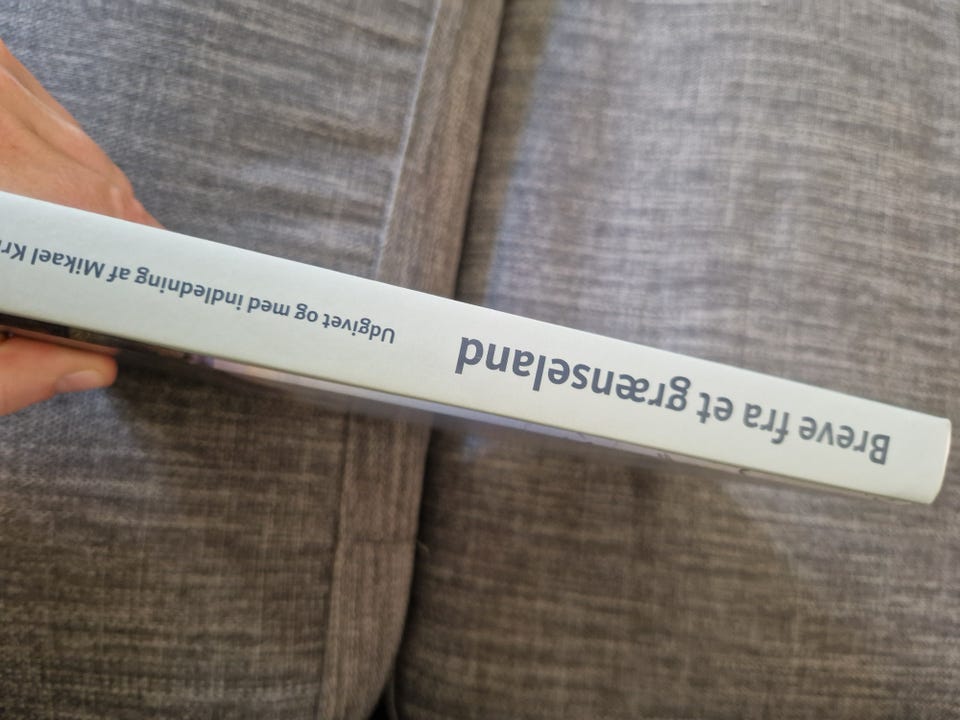 Breve fra et grænseland
Udgivet og med indledning af Mikael